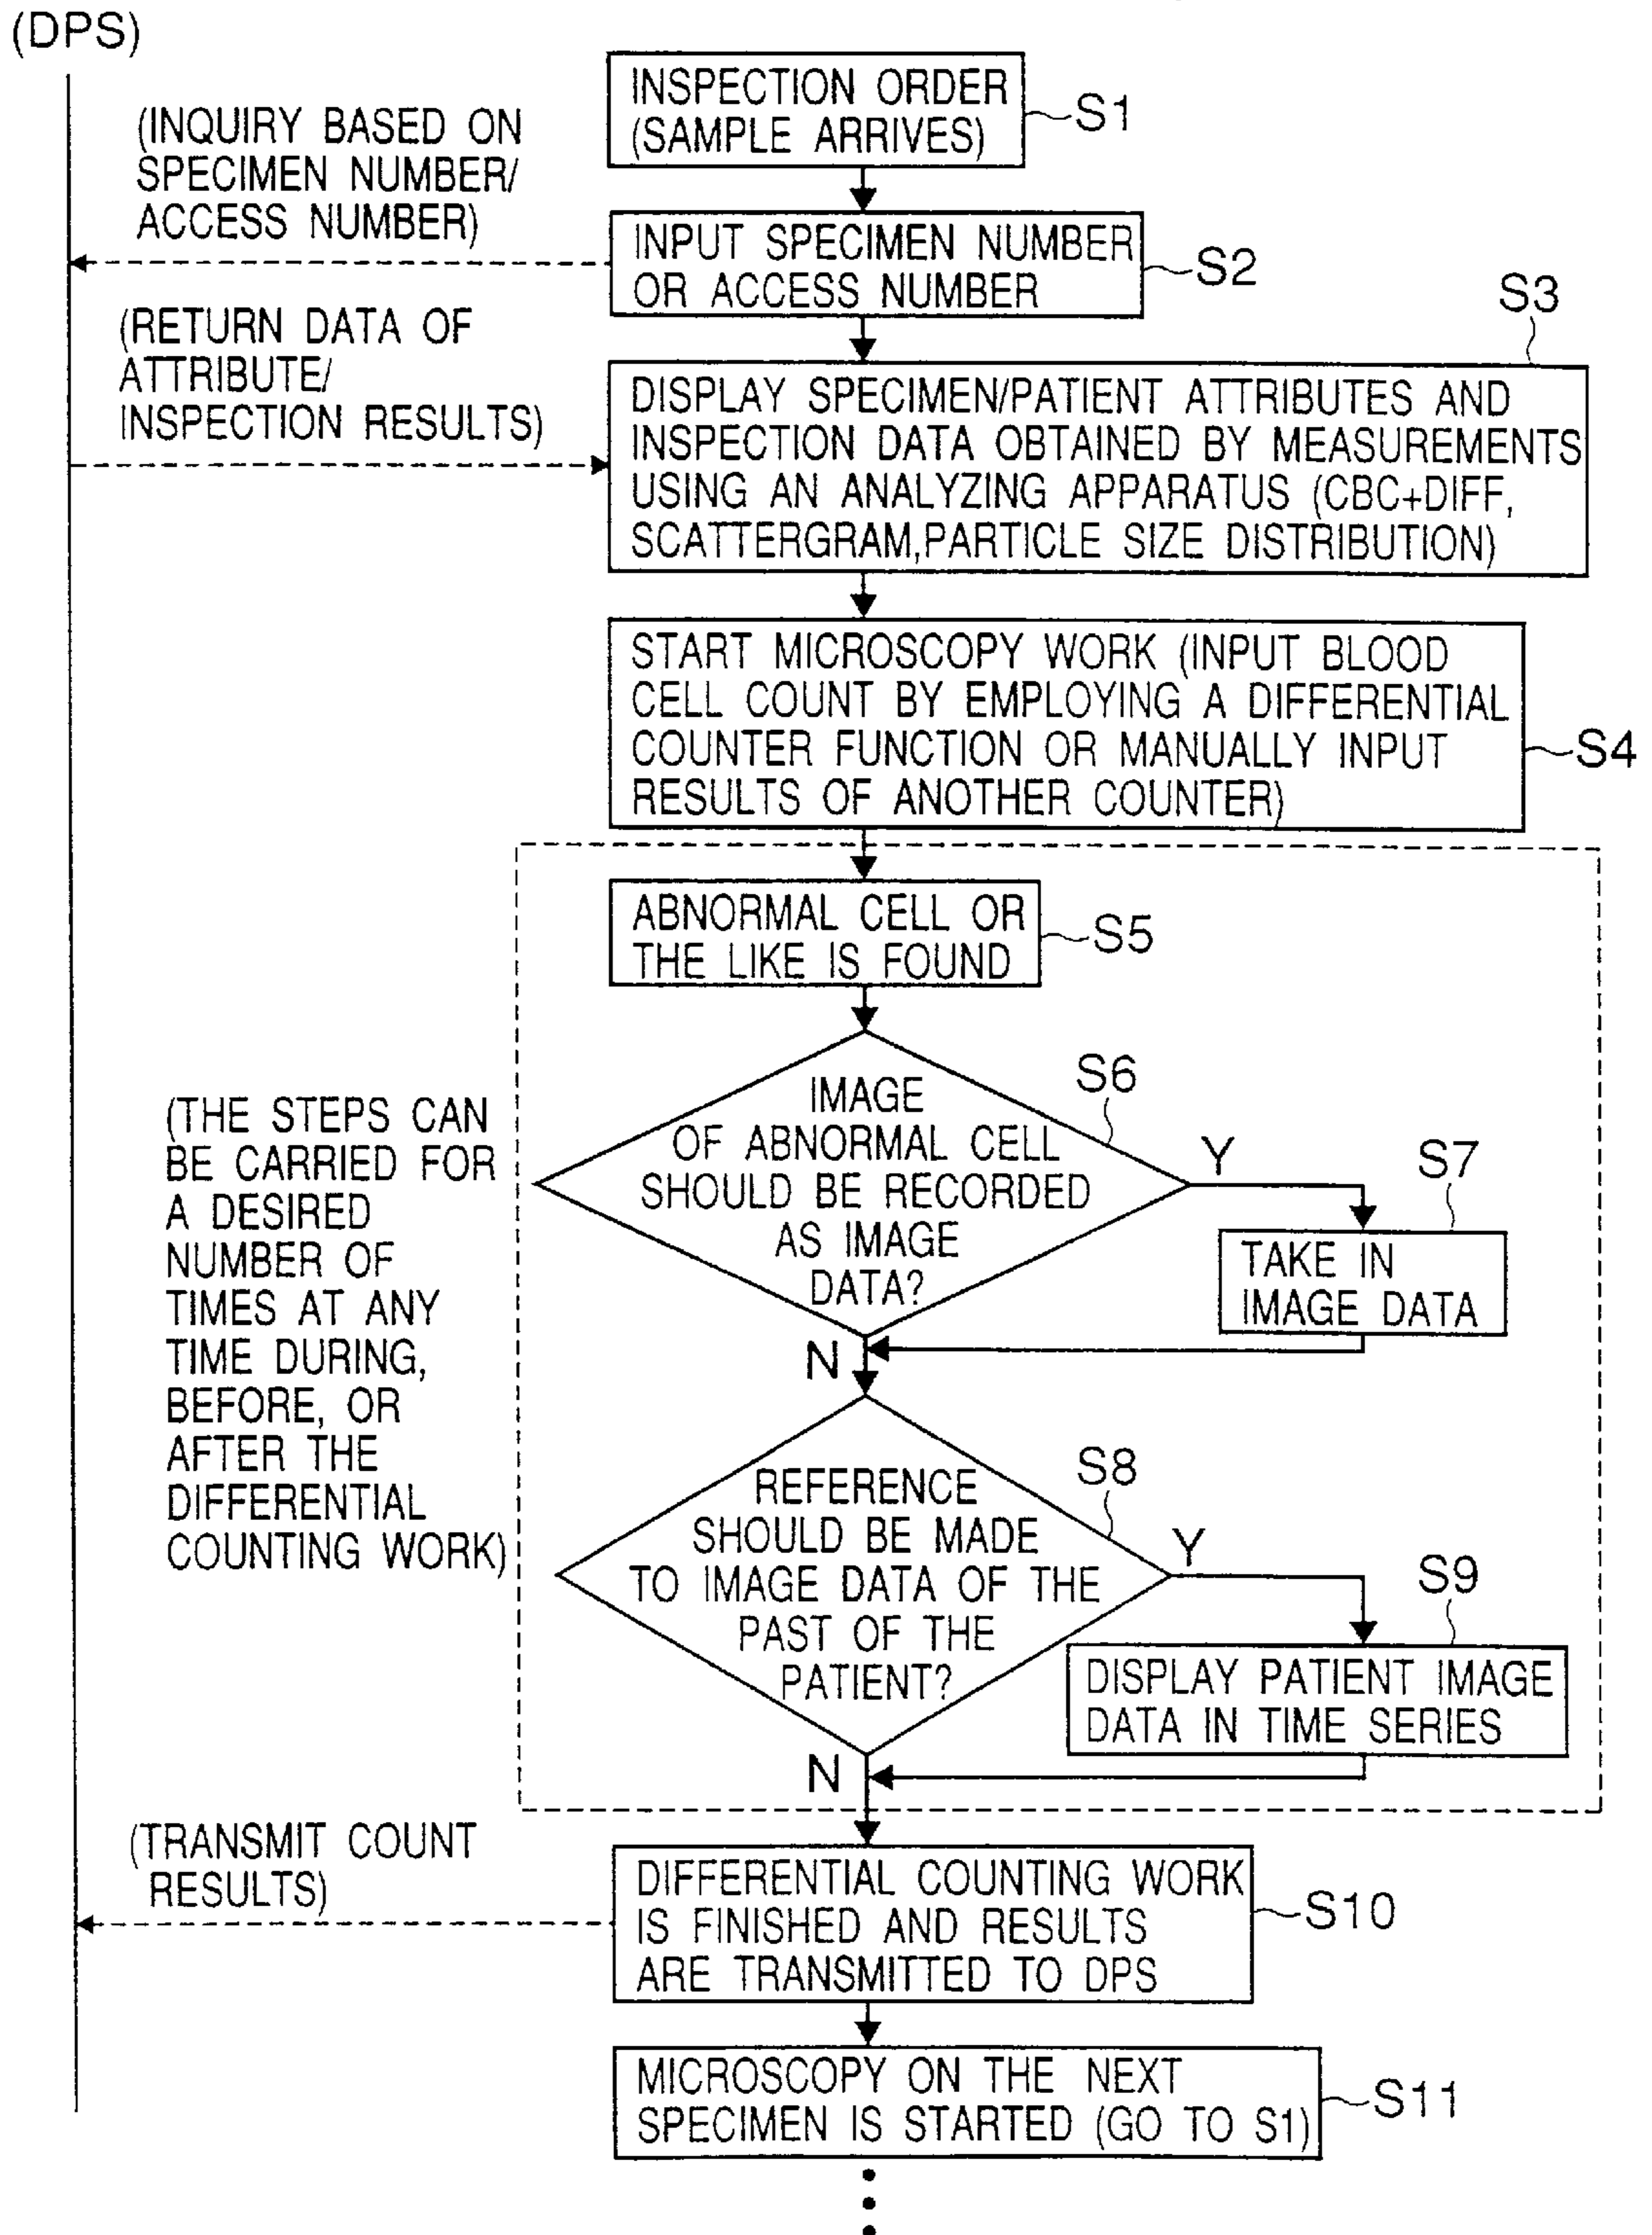 (DPS)
INSPECTION ORDER
(SAMPLE ARRIVES)
S1
(INQUIRY BASED ON
SPECIMEN NUMBER/
ACCESS NUMBER)
INPUT SPECIMEN NUMBER
OR ACCESS NUMBER
S2
(RETURN DATA OF
ATTRIBUTE/
INSPECTION RESULTS)
S3
DISPLAY SPECIMEN/PATIENT ATTRIBUTES AND
INSPECTION DATA OBTAINED BY MEASUREMENTS
USING AN ANALYZING APPARATUS (CBC+DIFF,
SCATTERGRAM,PARTICLE SIZE DISTRIBUTION)
START MICROSCOPY WORK (INPUT BLOOD
CELL COUNT BY EMPLOYING A DIFFERENTIAL
COUNTER FUNCTION OR MANUALLY INPUT
RESULTS OF ANOTHER COUNTER)
S4
ABNORMAL CELL OR
THE LIKE IS FOUND
S5
(THE STEPS CAN
BE CARRIED FOR
A DESIRED
NUMBER OF
TIMES AT ANY
TIME DURING,
BEFORE, OR
AFTER THE
DIFFERENTIAL
COUNTING WORK)
IMAGE
OF ABNORMAL CELL
SHOULD BE RECORDED
AS IMAGE
DATA?
S6
Y
S7
TAKE IN
IMAGE DATA
N
REFERENCE
SHOULD BE MADE
TO IMAGE DATA OF THE
PAST OF THE
PATIENT?
S8
Y
S9
DISPLAY PATIENT IMAGE
DATA IN TIME SERIES
N
(TRANSMIT COUNT
RESULTS)
DIFFERENTIAL COUNTING WORK
IS FINISHED AND RESULTS
ARE TRANSMITTED TO DPS
S10
MICROSCOPY ON THE NEXT
SPECIMEN IS STARTED (GO TO S1)
S11